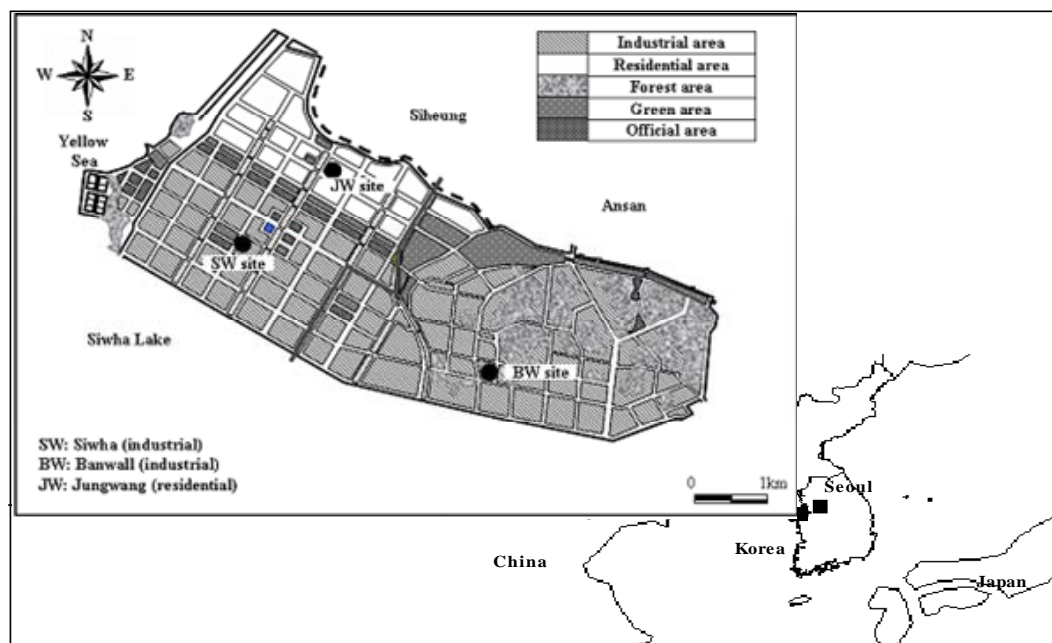 N
W E
S
Industrial area
Residential area
Forest area
Green area
Official area
Siheung
Yellow
Sea
JW site
Ansan
SW site
Siwha Lake
BW site
SW: Siwha (industrial)
BW: Banwall (industrial)
JW: Jungwang (residential)
0 1km
Seoul
Korea
China
Japan